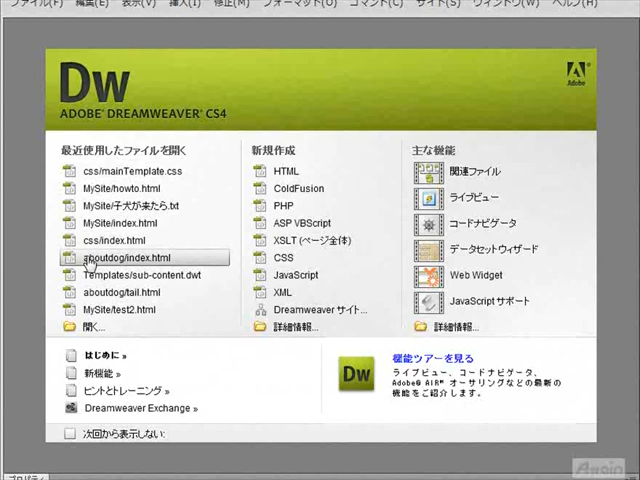 ファイル(F) 編集(E) 表示(V) 挿入(I) 修正(M) フォーマット(O) コマンド(C) サイト(S) ウィンドウ(W) ヘルプ(H)
Dw
ADOBE® DREAMWEAVER® CS4
Adobe
最近使用したファイルを開く
css/mainTemplate.css
MySite/howto.html
MySite/子犬が来たら.txt
MySite/index.html
css/index.html
aboutdog/index.html
Templates/sub-content.dwt
aboutdog/tail.html
MySite/test2.html
開く...
新規作成
HTML
ColdFusion
PHP
ASP VBScript
XSLT (ページ全体)
CSS
JavaScript
XML
Dreamweaver サイト...
詳細情報...
主な機能
関連ファイル
ライブビュー
コードナビゲータ
データセットウィザード
Web Widget
JavaScript サポート
詳細情報...
はじめに »
新機能 »
ヒントとトレーニング »
Dreamweaver Exchange »
Dw
機能ツアーを見る
ライブビュー、コードナビゲータ、
Adobe® AIR™ オーサリングなどの最新の
機能をご紹介します。
次回から表示しない:
プロパティ